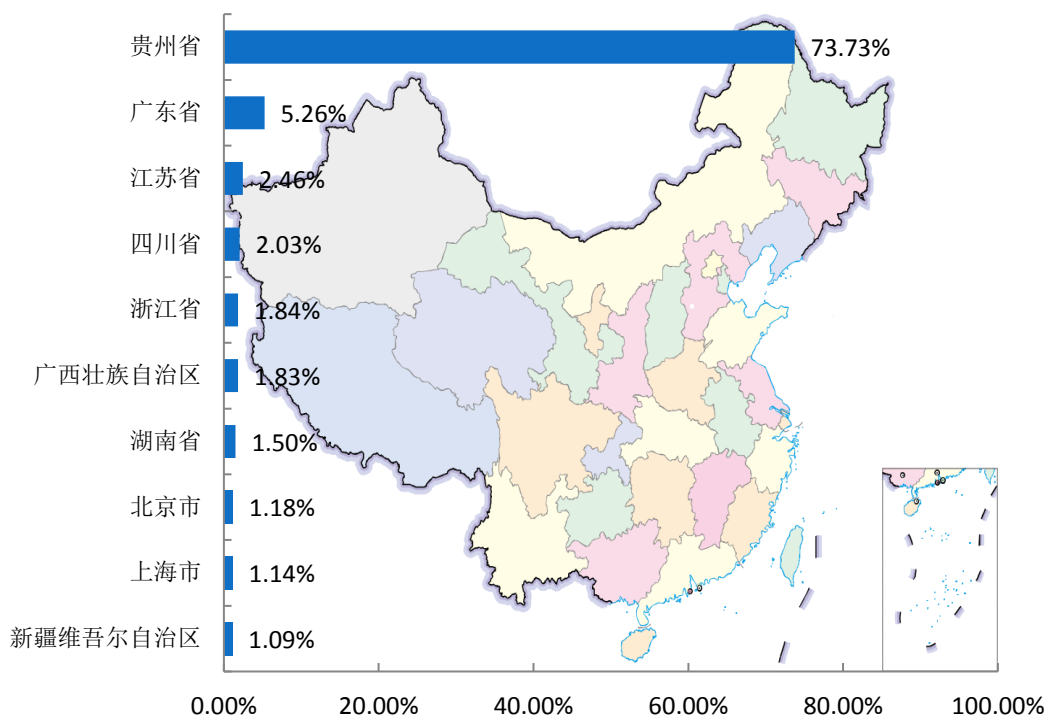 贵州省 73.73%
广东省 5.26%
江苏省 2.46%
四川省 2.03%
浙江省 1.84%
广西壮族自治区 1.83%
湖南省 1.50%
北京市 1.18%
上海市 1.14%
新疆维吾尔自治区 1.09%
0.00% 20.00% 40.00% 60.00% 80.00% 100.00%